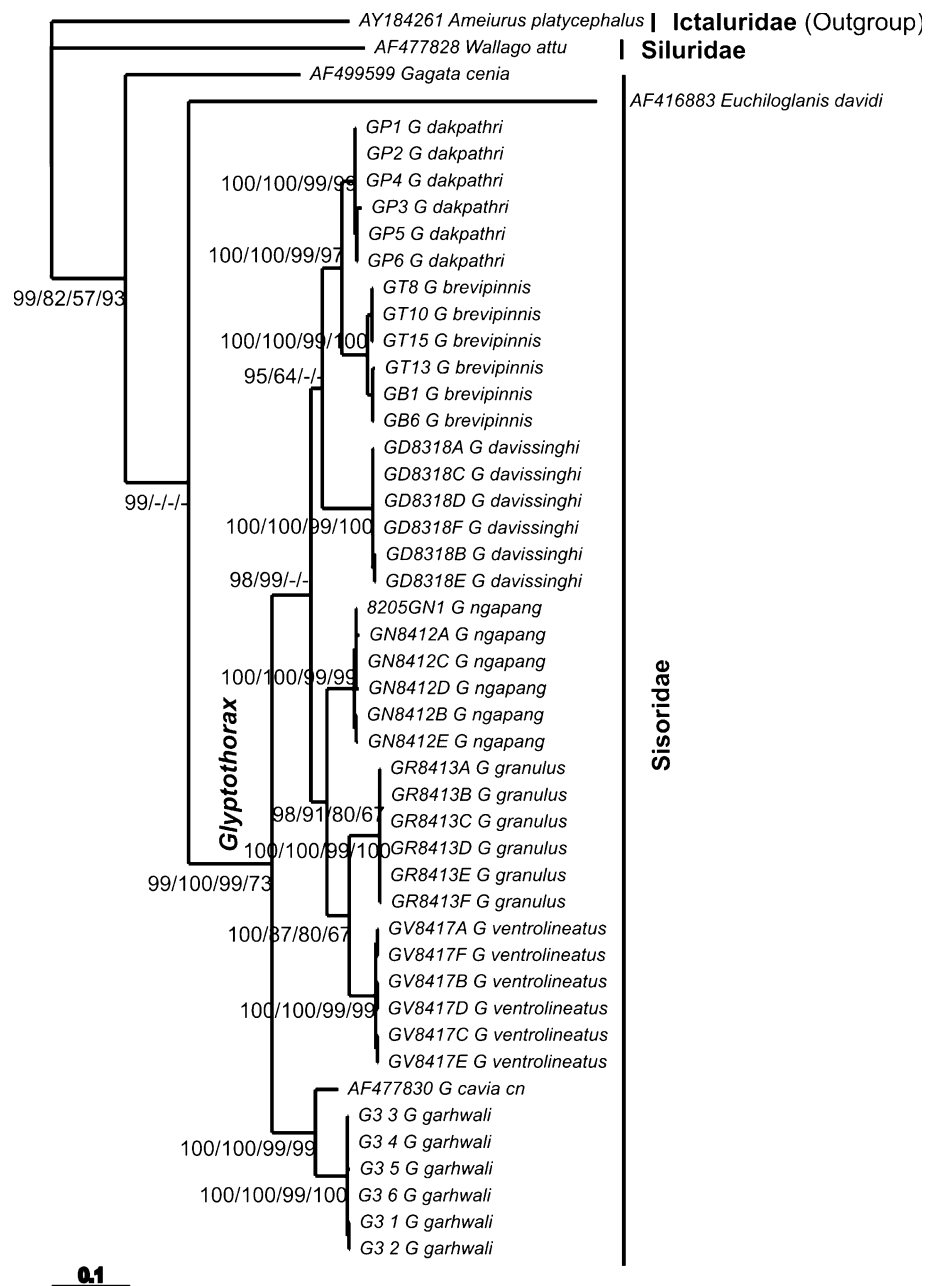 AY184261 Ameiurus platycephalus
Ictaluridae (Outgroup)
AF477828 Wallago attu
Siluridae
AF499599 Gagata cenia
AF416883 Euchiloglanis davidi
GP1 G dakpathri
GP2 G dakpathri
GP4 G dakpathri
100/100/99/99
GP3 G dakpathri
GP5 G dakpathri
100/100/99/97
GP6 G dakpathri
GT8 G brevipinnis
99/82/57/93
GT10 G brevipinnis
GT15 G brevipinnis
100/100/99/100
GT13 G brevipinnis
95/64/-/-
GB1 G brevipinnis
GB6 G brevipinnis
GD8318A G davissinghi
GD8318C G davissinghi
GD8318D G davissinghi
99/-/-/-
GD8318F G davissinghi
100/100/99/100
GD8318B G davissinghi
GD8318E G davissinghi
98/99/-/-
8205GN1 G ngapang
GN8412A G ngapang
GN8412C G ngapang
100/100/99/99
GN8412D G ngapang
GN8412B G ngapang
GN8412E G ngapang
Sisoridae
Glyptothorax
GR8413A G granulus
GR8413B G granulus
98/91/80/67
GR8413C G granulus
GR8413D G granulus
100/100/99/100
GR8413E G granulus
99/100/99/73
GR8413F G granulus
GV8417A G ventrolineatus
100/87/80/67
GV8417F G ventrolineatus
GV8417B G ventrolineatus
GV8417D G ventrolineatus
100/100/99/99
GV8417C G ventrolineatus
GV8417E G ventrolineatus
AF477830 G cavia cn
G3 3 G garhwali
G3 4 G garhwali
100/100/99/99
G3 5 G garhwali
G3 6 G garhwali
100/100/99/100
G3 1 G garhwali
G3 2 G garhwali
0.1